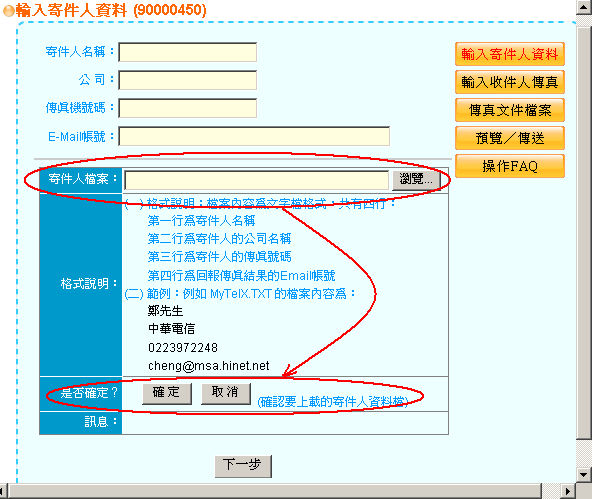 輸入寄件人資料 (90000450)
寄件人名稱：
公司：
傳真機號碼：
E-Mail帳號：
輸入寄件人資料
輸入收件人傳真
傳真文件檔案
預覽／傳送
操作FAQ
寄件人檔案：
瀏覽...
格式說明：
(一) 格式說明：檔案內容為文字檔格式，共有四行：
第一行為寄件人名稱
第二行為寄件人的公司名稱
第三行為寄件人的傳真號碼
第四行為回報傳真結果的Email帳號
(二) 範例：例如 MyTelX.TXT 的檔案內容為：
鄭先生
中華電信
0223972248
cheng@msa.hinet.net
是否確定？
確 定
取 消
(確認要上載的寄件人資料檔)
訊息：
下一步